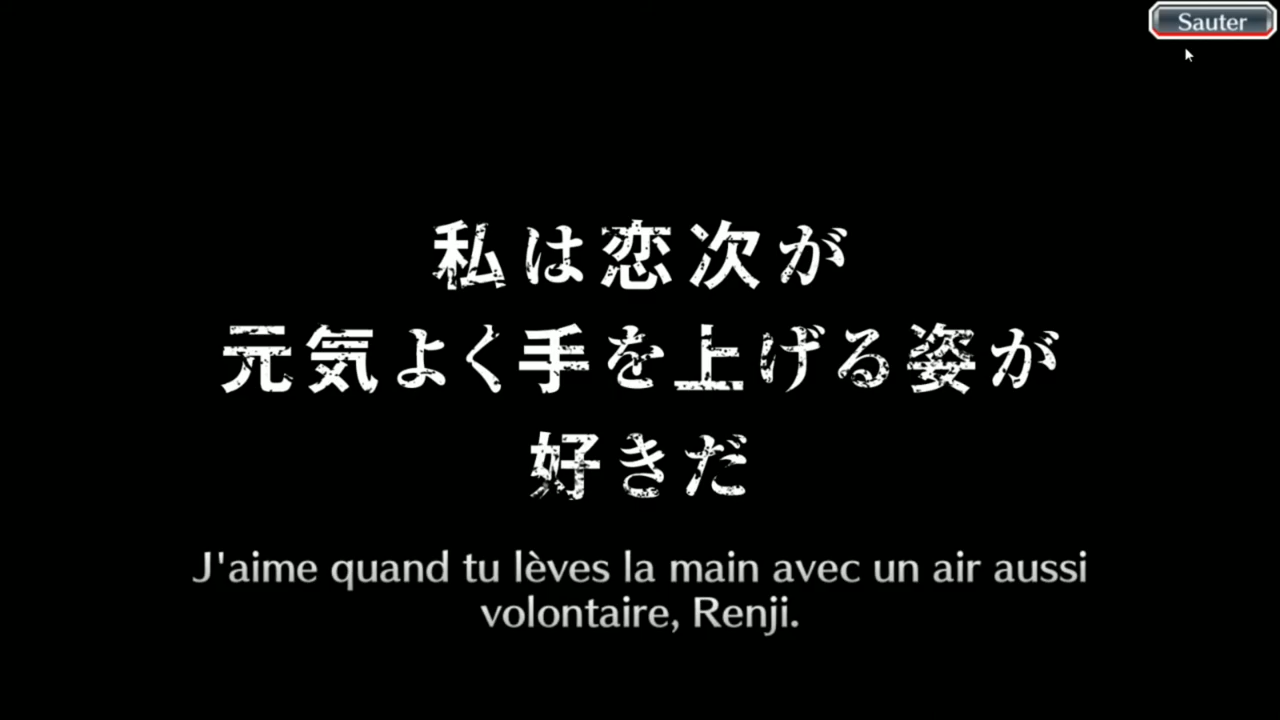 Sauter
私は恋次が
元気よく手を上げる姿が
好きだ
J'aime quand tu lèves la main avec un air aussi
volontaire, Renji.